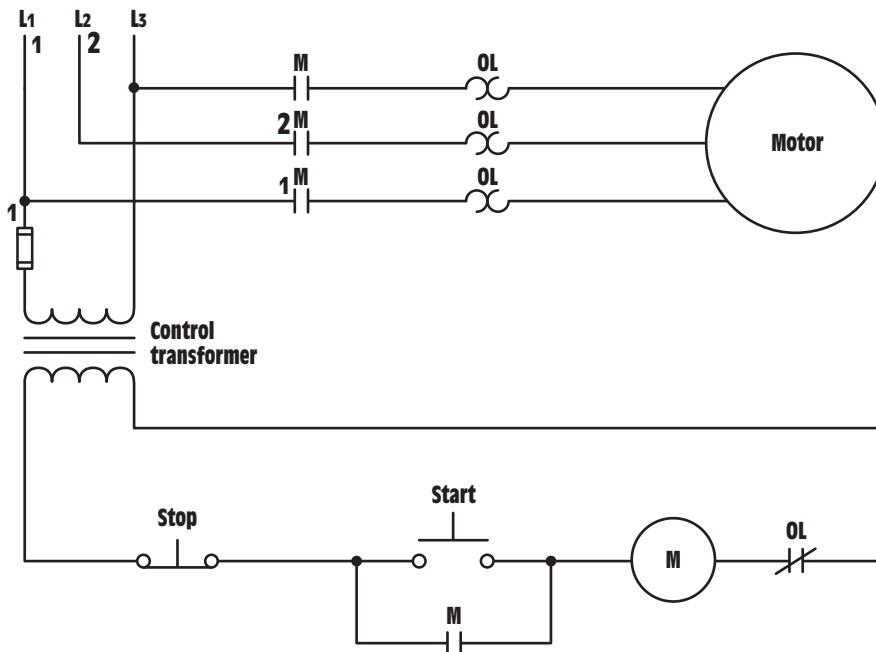 L1 L2 L3
1 2
M OL
2 M OL
Motor
1 M OL
1
Control
transformer
Start
Stop
OL
M
M